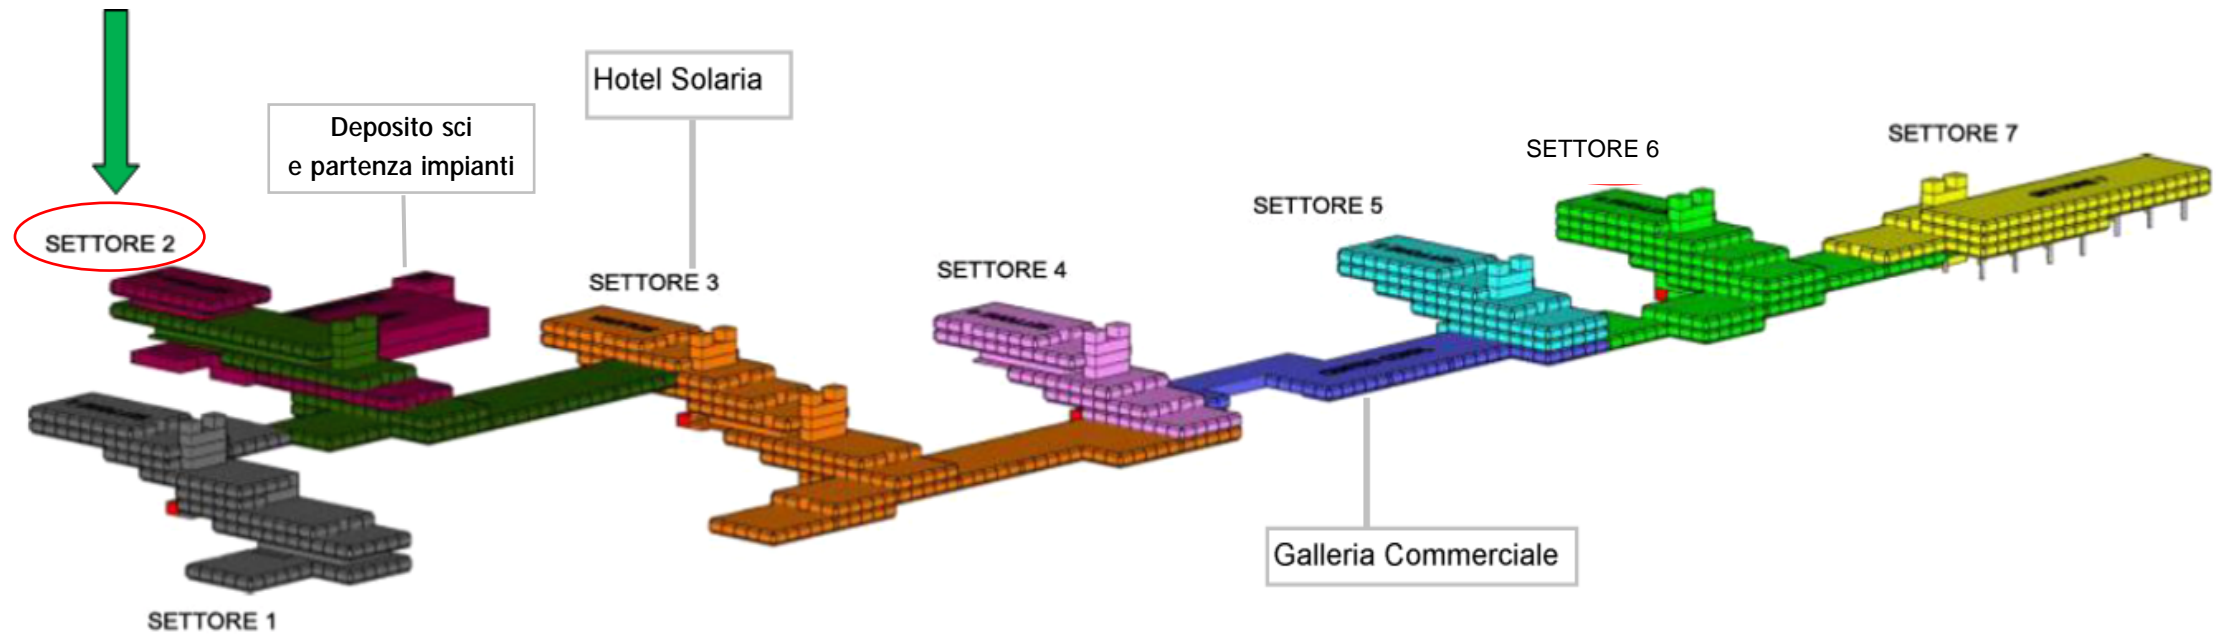 Hotel Solaria
Deposito sci
e partenza impianti
SETTORE 7
SETTORE 6
SETTORE 5
SETTORE 2
SETTORE 4
SETTORE 3
Galleria Commerciale
SETTORE 1